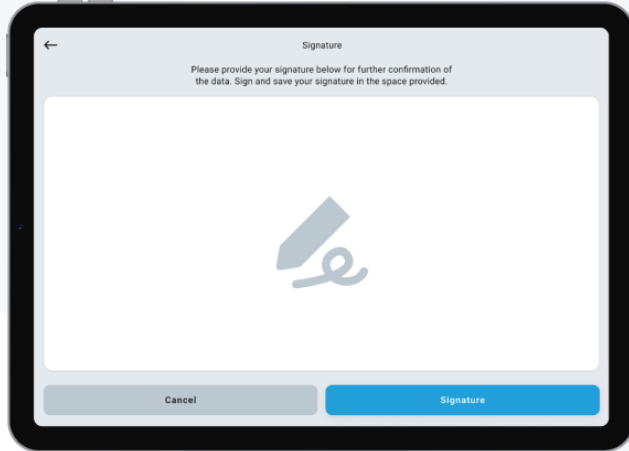 Signature
Please provide your signature below for further confirmation of
the data. Sign and save your signature in the space provided.
Cancel
Signature